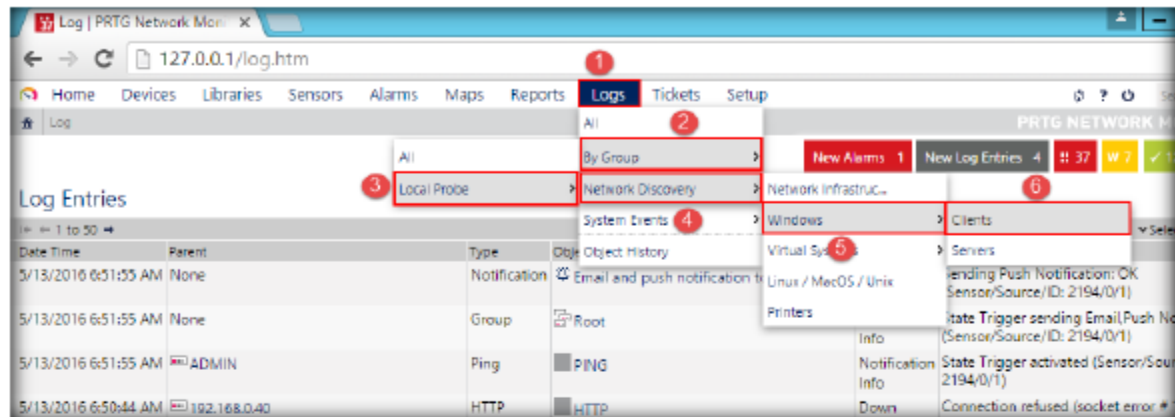 Log | PRTG Network Mon
127.0.0.1/log.htm
1
Home Devices Libraries Sensors Alarms Maps Reports Logs Tickets Setup
Log
PRTG NETWORK M
All
2
All
By Group
New Alarms 1 New Log Entries 4 37 W 7
3
Local Probe
Network Discovery
Network Infrastruc...
6
Log Entries
System Events
4
Windows
Clients
1 to 50
Object History
Virtual Systems
5
Servers
Date Time Parent Type Obje
Linux / MacOS / Unix
Printers
5/13/2016 6:51:55 AM None Notification Email and push notification t Sending Push Notification: OK
(Sensor/Source/ID: 2194/0/1)
5/13/2016 6:51:55 AM None Group Root Info State Trigger sending Email,Push No
(Sensor/Source/ID: 2194/0/1)
5/13/2016 6:51:55 AM ADMIN Ping PING Notification Info State Trigger activated (Sensor/Sour
2194/0/1)
5/13/2016 6:50:44 AM 192.168.0.40 HTTP HTTP Down Connection refused (socket error #